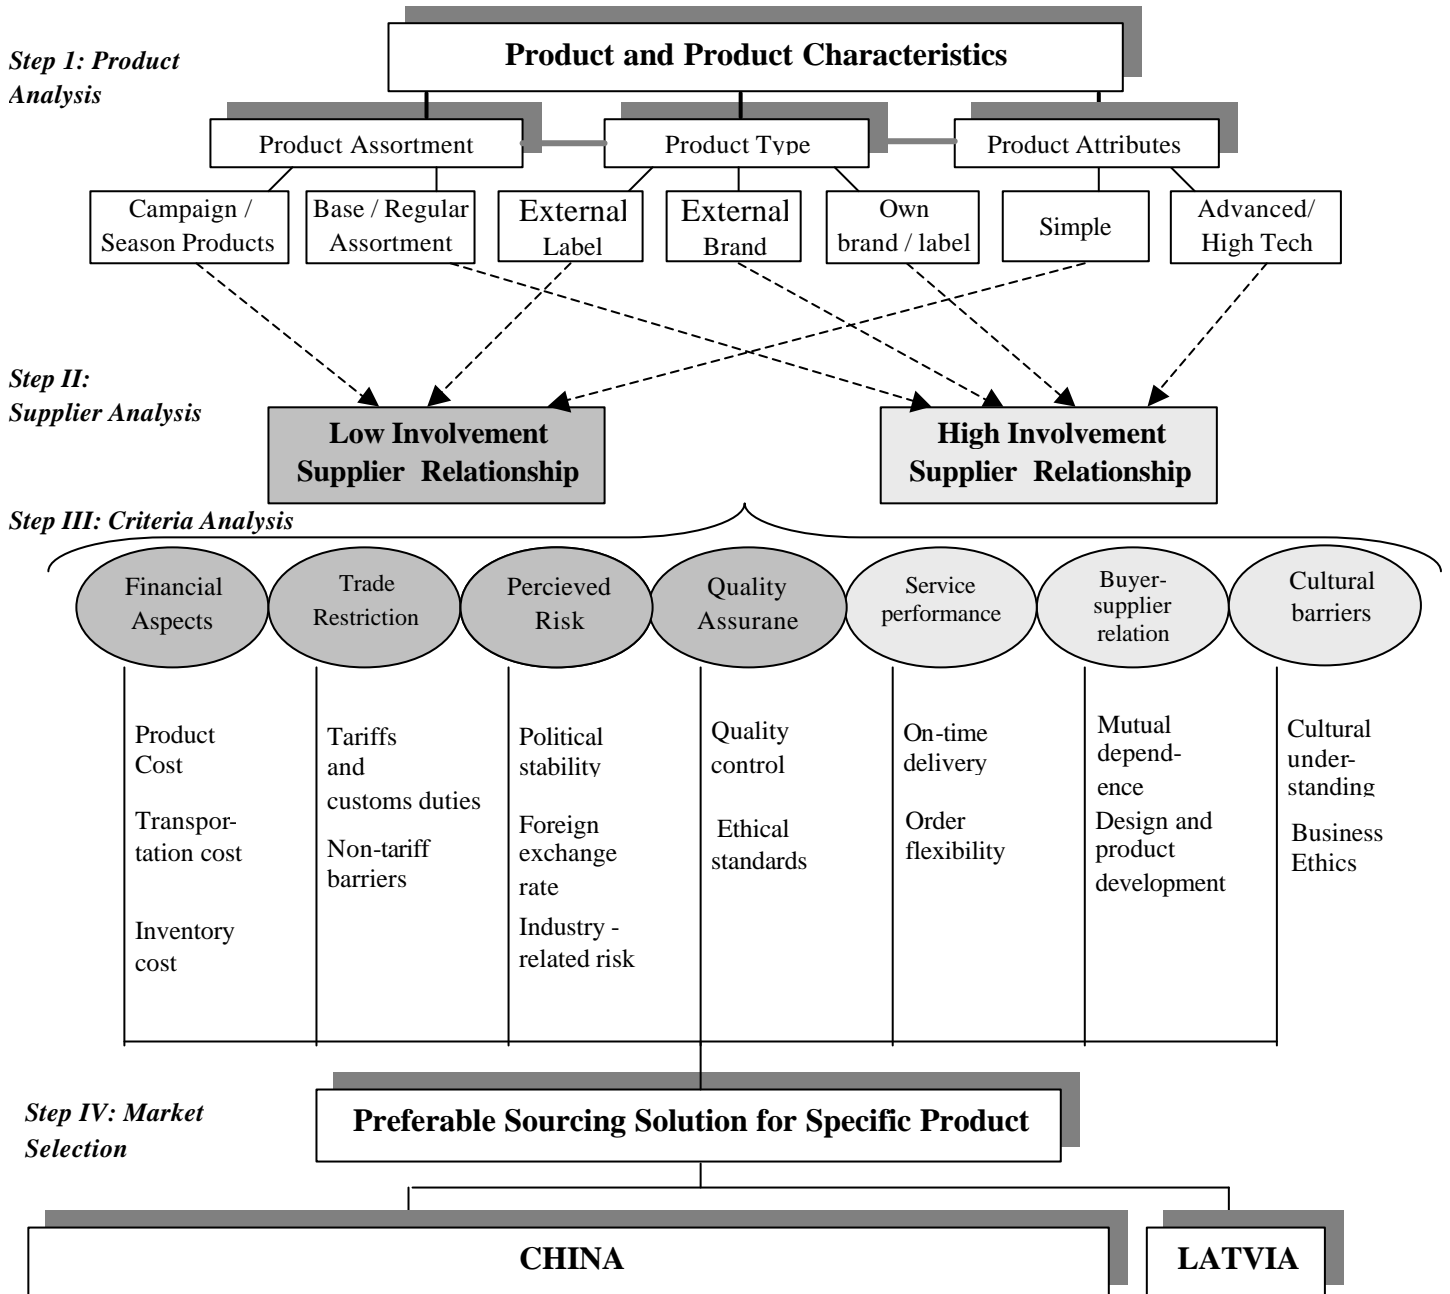 Product and Product Characteristics
Step 1: Product
Analysis
Product Assortment
Product Type
Product Attributes
Campaign /
Season Products
Base / Regular
Assortment
External
Label
External
Brand
Own
brand / label
Simple
Advanced/
High Tech
Step II:
Supplier Analysis
Low Involvement
Supplier Relationship
High Involvement
Supplier Relationship
Step III: Criteria Analysis
Financial
Aspects
Trade
Restriction
Percieved
Risk
Quality
Assurane
Service
performance
Buyer-
supplier
relation
Cultural
barriers
Product
Cost
Transpor-
tation cost
Inventory
cost
Tariffs
and
customs duties
Non-tariff
barriers
Political
stability
Foreign
exchange
rate
Industry -
related risk
Quality
control
Ethical
standards
On-time
delivery
Order
flexibility
Mutual
depend-
ence
Design and
product
development
Cultural
under-
standing
Business
Ethics
Step IV: Market
Selection
Preferable Sourcing Solution for Specific Product
CHINA
LATVIA